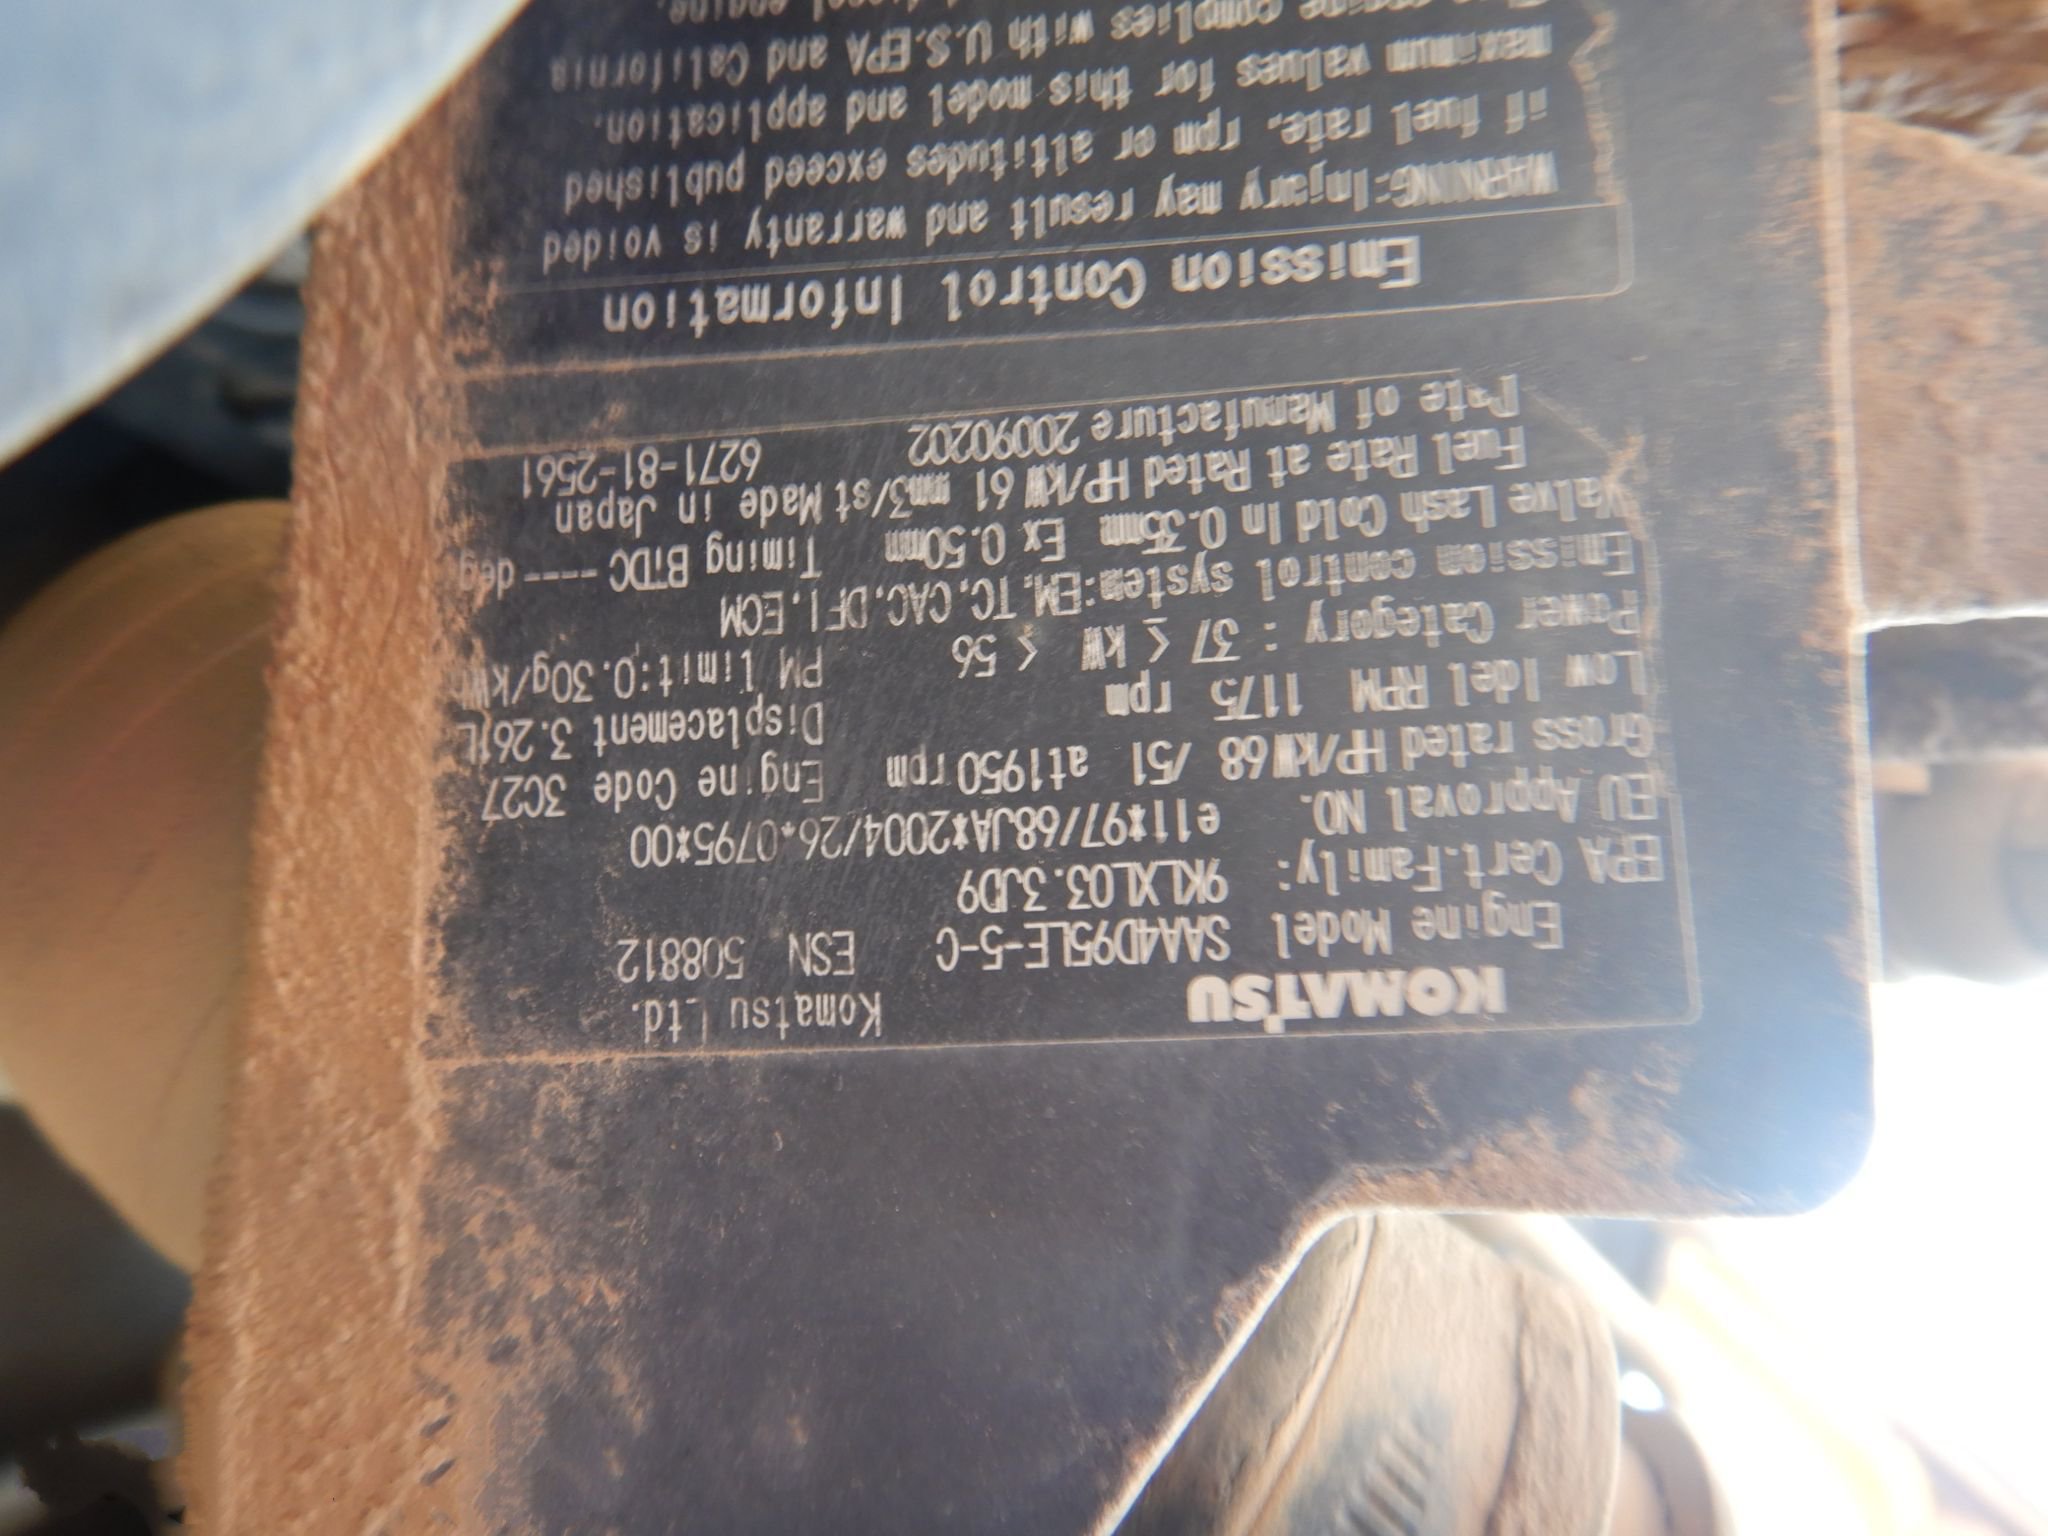 KOMATSU Komatsu Ltd.
Engine Model SAA4D95LE-5-C ESN 508812
EPA Cert.Family: 9KLXL03.3JD9
EU Approval NO. e11*97/68JA*2004/26*0795*00
Gross rated HP/kW 68 /51 at1950 rpm Engine Code 3C27
Low Idel RPM 1175 rpm Displacement 3.261L
Power Category : 37 ≤ kW < 56 PM limit:0.30g/kWh
Emission control system:EM,TC,CAC,DFI,ECM
Valve Lash Cold In 0.35mm Ex 0.50mm Timing BTDC ---- deg
Fuel Rate at Rated HP/kW 61 mm3/st Made in Japan
Date of Manufacture 20090202 6271-81-2561
Emission Control Information
WARNING:Injury may result and warranty is voided
if fuel rate, rpm or altitudes exceed published
maximum values for this model and application.
engine complies with U.S.EPA and California
engine.